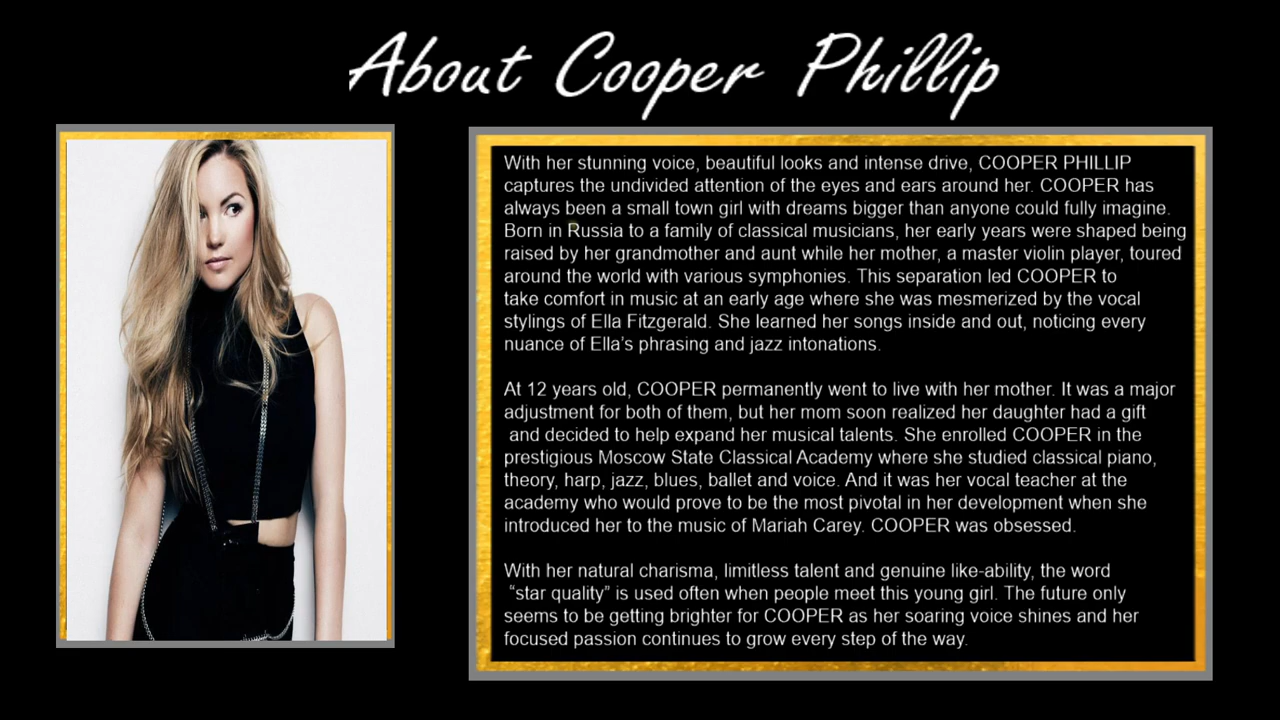 About Cooper Phillip
With her stunning voice, beautiful looks and intense drive, COOPER PHILLIP
captures the undivided attention of the eyes and ears around her. COOPER has
always been a small town girl with dreams bigger than anyone could fully imagine.
Born in Russia to a family of classical musicians, her early years were shaped being
raised by her grandmother and aunt while her mother, a master violin player, toured
around the world with various symphonies. This separation led COOPER to
take comfort in music at an early age where she was mesmerized by the vocal
stylings of Ella Fitzgerald. She learned her songs inside and out, noticing every
nuance of Ella’s phrasing and jazz intonations.
At 12 years old, COOPER permanently went to live with her mother. It was a major
adjustment for both of them, but her mom soon realized her daughter had a gift
and decided to help expand her musical talents. She enrolled COOPER in the
prestigious Moscow State Classical Academy where she studied classical piano,
theory, harp, jazz, blues, ballet and voice. And it was her vocal teacher at the
academy who would prove to be the most pivotal in her development when she
introduced her to the music of Mariah Carey. COOPER was obsessed.
With her natural charisma, limitless talent and genuine like-ability, the word
“star quality” is used often when people meet this young girl. The future only
seems to be getting brighter for COOPER as her soaring voice shines and her
focused passion continues to grow every step of the way.